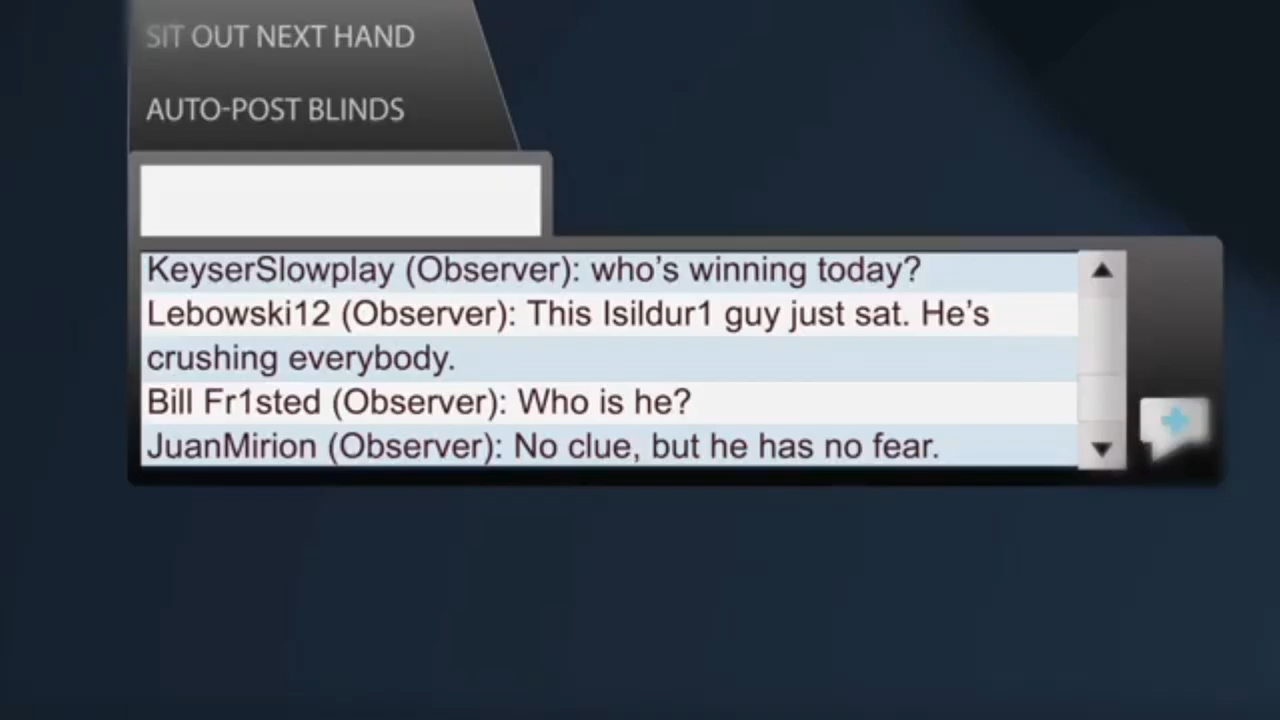 SIT OUT NEXT HAND
AUTO-POST BLINDS
KeyserSlowplay (Observer): who's winning today?
Lebowski12 (Observer): This Isildur1 guy just sat. He's
crushing everybody.
Bill Fr1sted (Observer): Who is he?
JuanMirion (Observer): No clue, but he has no fear.